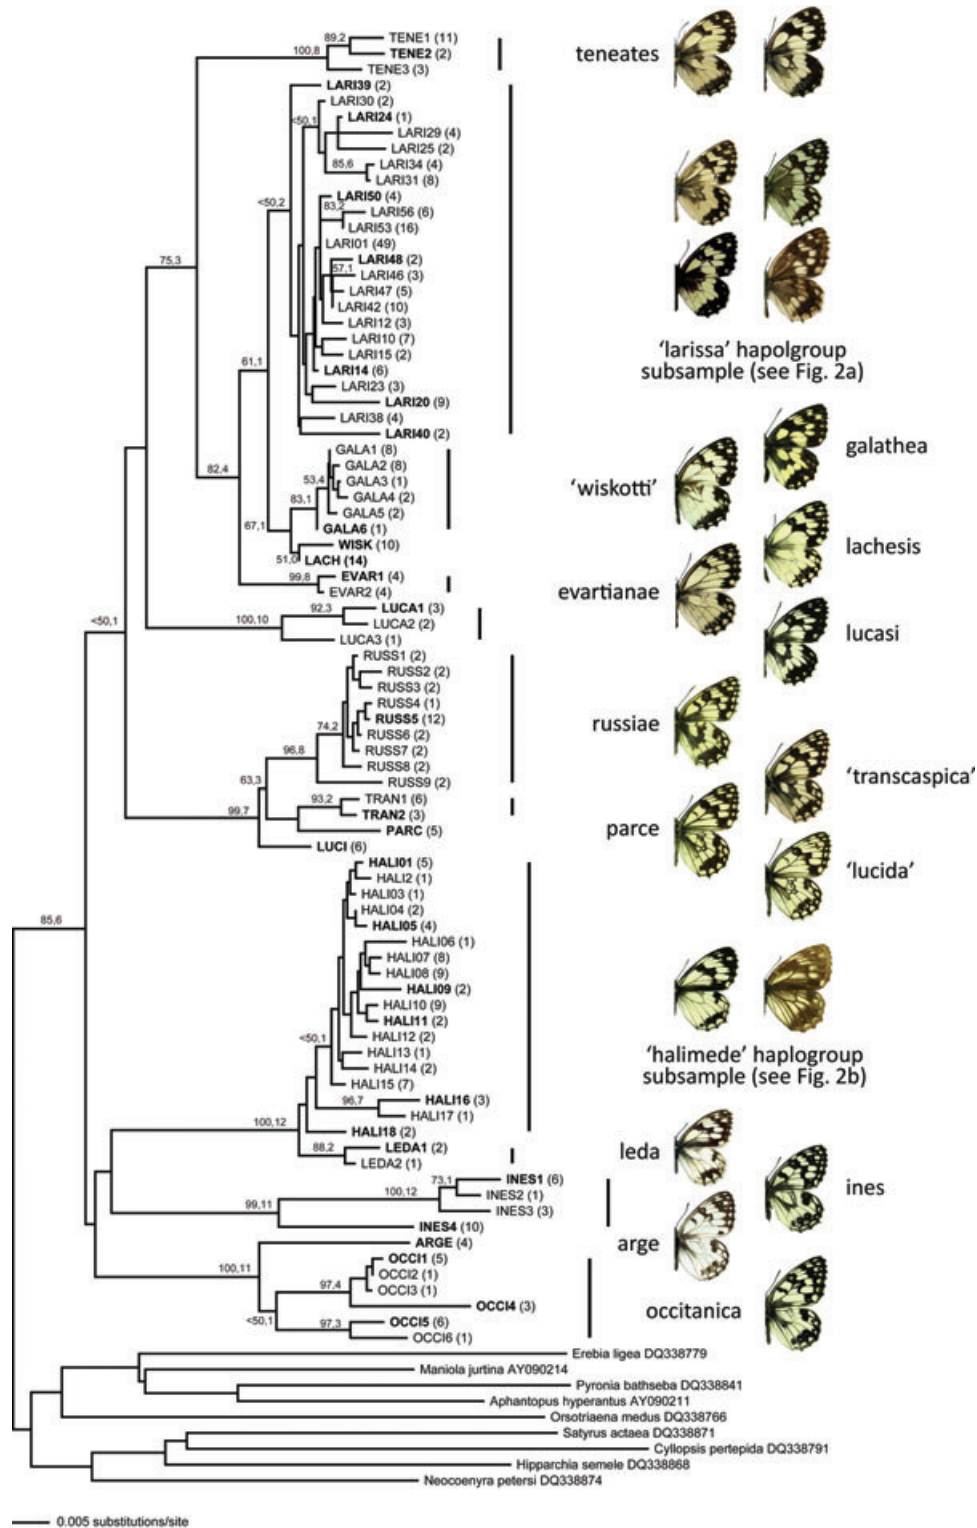 89,2
TENE1 (11)
100,8
TENE2 (2)
TENE3 (3)
teneates
LARI39 (2)
LARI30 (2)
<50,1
LARI24 (1)
LARI29 (4)
LARI25 (2)
85,6
LARI34 (4)
LARI31 (8)
<50,2
LARI50 (4)
83,2
LARI56 (6)
LARI53 (16)
LARI01 (49)
LARI48 (2)
75,3
57,1
LARI46 (3)
LARI47 (5)
LARI42 (10)
LARI12 (3)
LARI10 (7)
61,1
LARI15 (2)
LARI14 (6)
LARI23 (3)
LARI20 (9)
LARI38 (4)
LARI40 (2)
'larissa' hapolgroup
subsample (see Fig. 2a)
GALA1 (8)
82,4
53,4
GALA2 (8)
GALA3 (1)
83,1
GALA4 (2)
GALA5 (2)
67,1
GALA6 (1)
WISK (10)
51,0
LACH (14)
galathea
'wiskotti'
lachesis
99,8
EVAR1 (4)
EVAR2 (4)
evartianae
<50,1
92,3
LUCA1 (3)
100,10
LUCA2 (2)
LUCA3 (1)
lucasi
RUSS1 (2)
RUSS2 (2)
RUSS3 (2)
RUSS4 (1)
74,2
RUSS5 (12)
RUSS6 (2)
96,8
RUSS7 (2)
RUSS8 (2)
63,3
RUSS9 (2)
russiae
93,2
TRAN1 (6)
99,7
TRAN2 (3)
PARC (5)
LUCI (6)
'transcaspica'
parce
'lucida'
HALI01 (5)
HALI2 (1)
HALI03 (1)
HALI04 (2)
85,6
HALI05 (4)
HALI06 (1)
HALI07 (8)
HALI08 (9)
HALI09 (2)
HALI10 (9)
HALI11 (2)
<50,1
HALI12 (2)
HALI13 (1)
HALI14 (2)
HALI15 (7)
96,7
HALI16 (3)
HALI17 (1)
100,12
HALI18 (2)
'halimede' haplogroup
subsample (see Fig. 2b)
88,2
LEDA1 (2)
LEDA2 (1)
leda
73,1
INES1 (6)
100,12
INES2 (1)
99,11
INES3 (3)
INES4 (10)
ines
ARGE (4)
arge
100,11
OCCI1 (5)
97,4
OCCI2 (1)
OCCI3 (1)
OCCI4 (3)
<50,1
97,3
OCCI5 (6)
OCCI6 (1)
occitanica
Erebia ligea DQ338779
Maniola jurtina AY090214
Pyronia bathseba DQ338841
Aphantopus hyperantus AY090211
Orsotriaena medus DQ338766
Satyrus actaea DQ338871
Cyllopsis pertepida DQ338791
Hipparchia semele DQ338868
Neocoenyra petersi DQ338874
0.005 substitutions/site